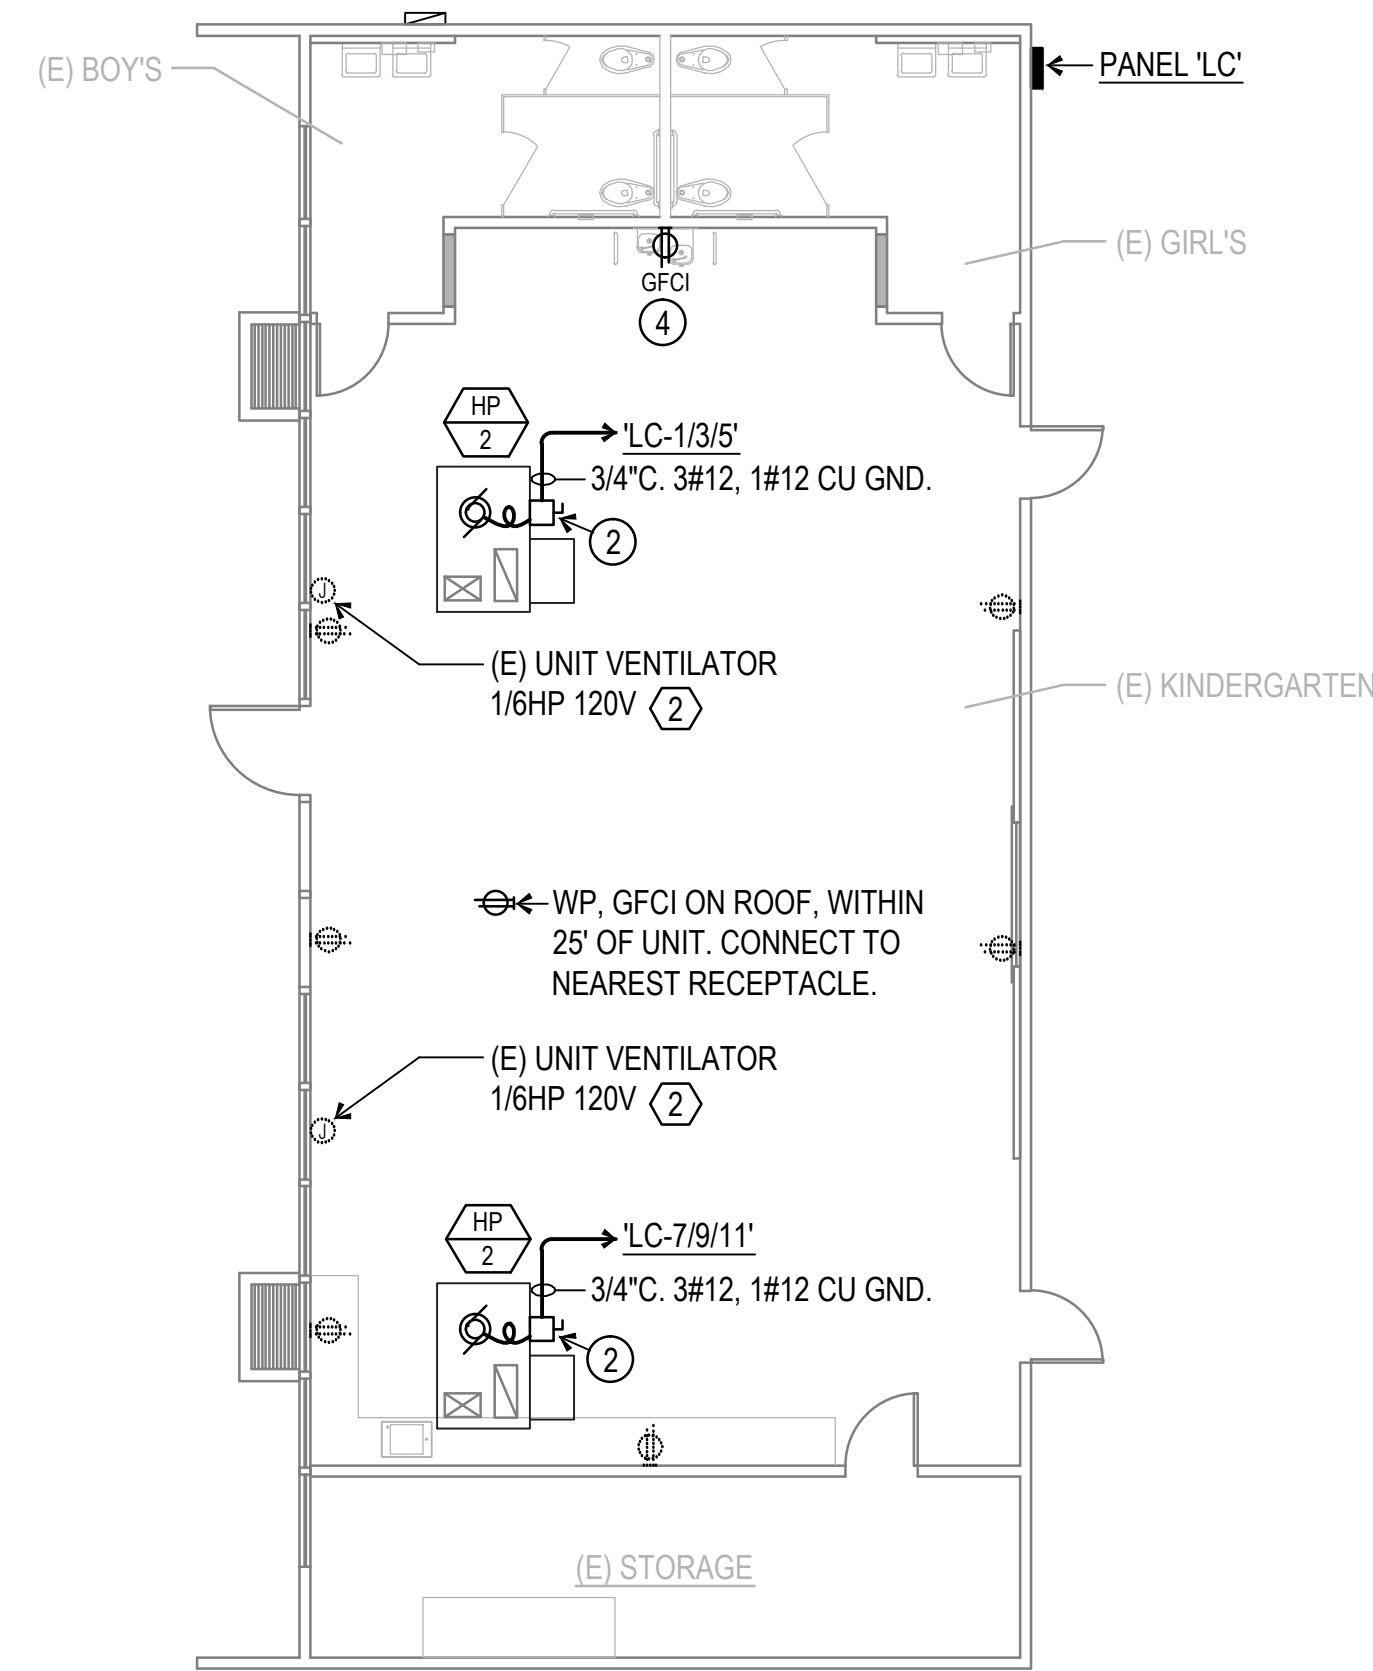 (E) BOY'S
PANEL 'LC'
(E) GIRL'S
GFCI
4
HP
2
'LC-1/3/5'
3/4"C. 3#12, 1#12 CU GND.
2
J
(E) UNIT VENTILATOR
1/6HP 120V 2
(E) KINDERGARTEN
WP, GFCI ON ROOF, WITHIN
25' OF UNIT. CONNECT TO
NEAREST RECEPTACLE.
(E) UNIT VENTILATOR
1/6HP 120V 2
J
HP
2
'LC-7/9/11'
3/4"C. 3#12, 1#12 CU GND.
2
(E) STORAGE